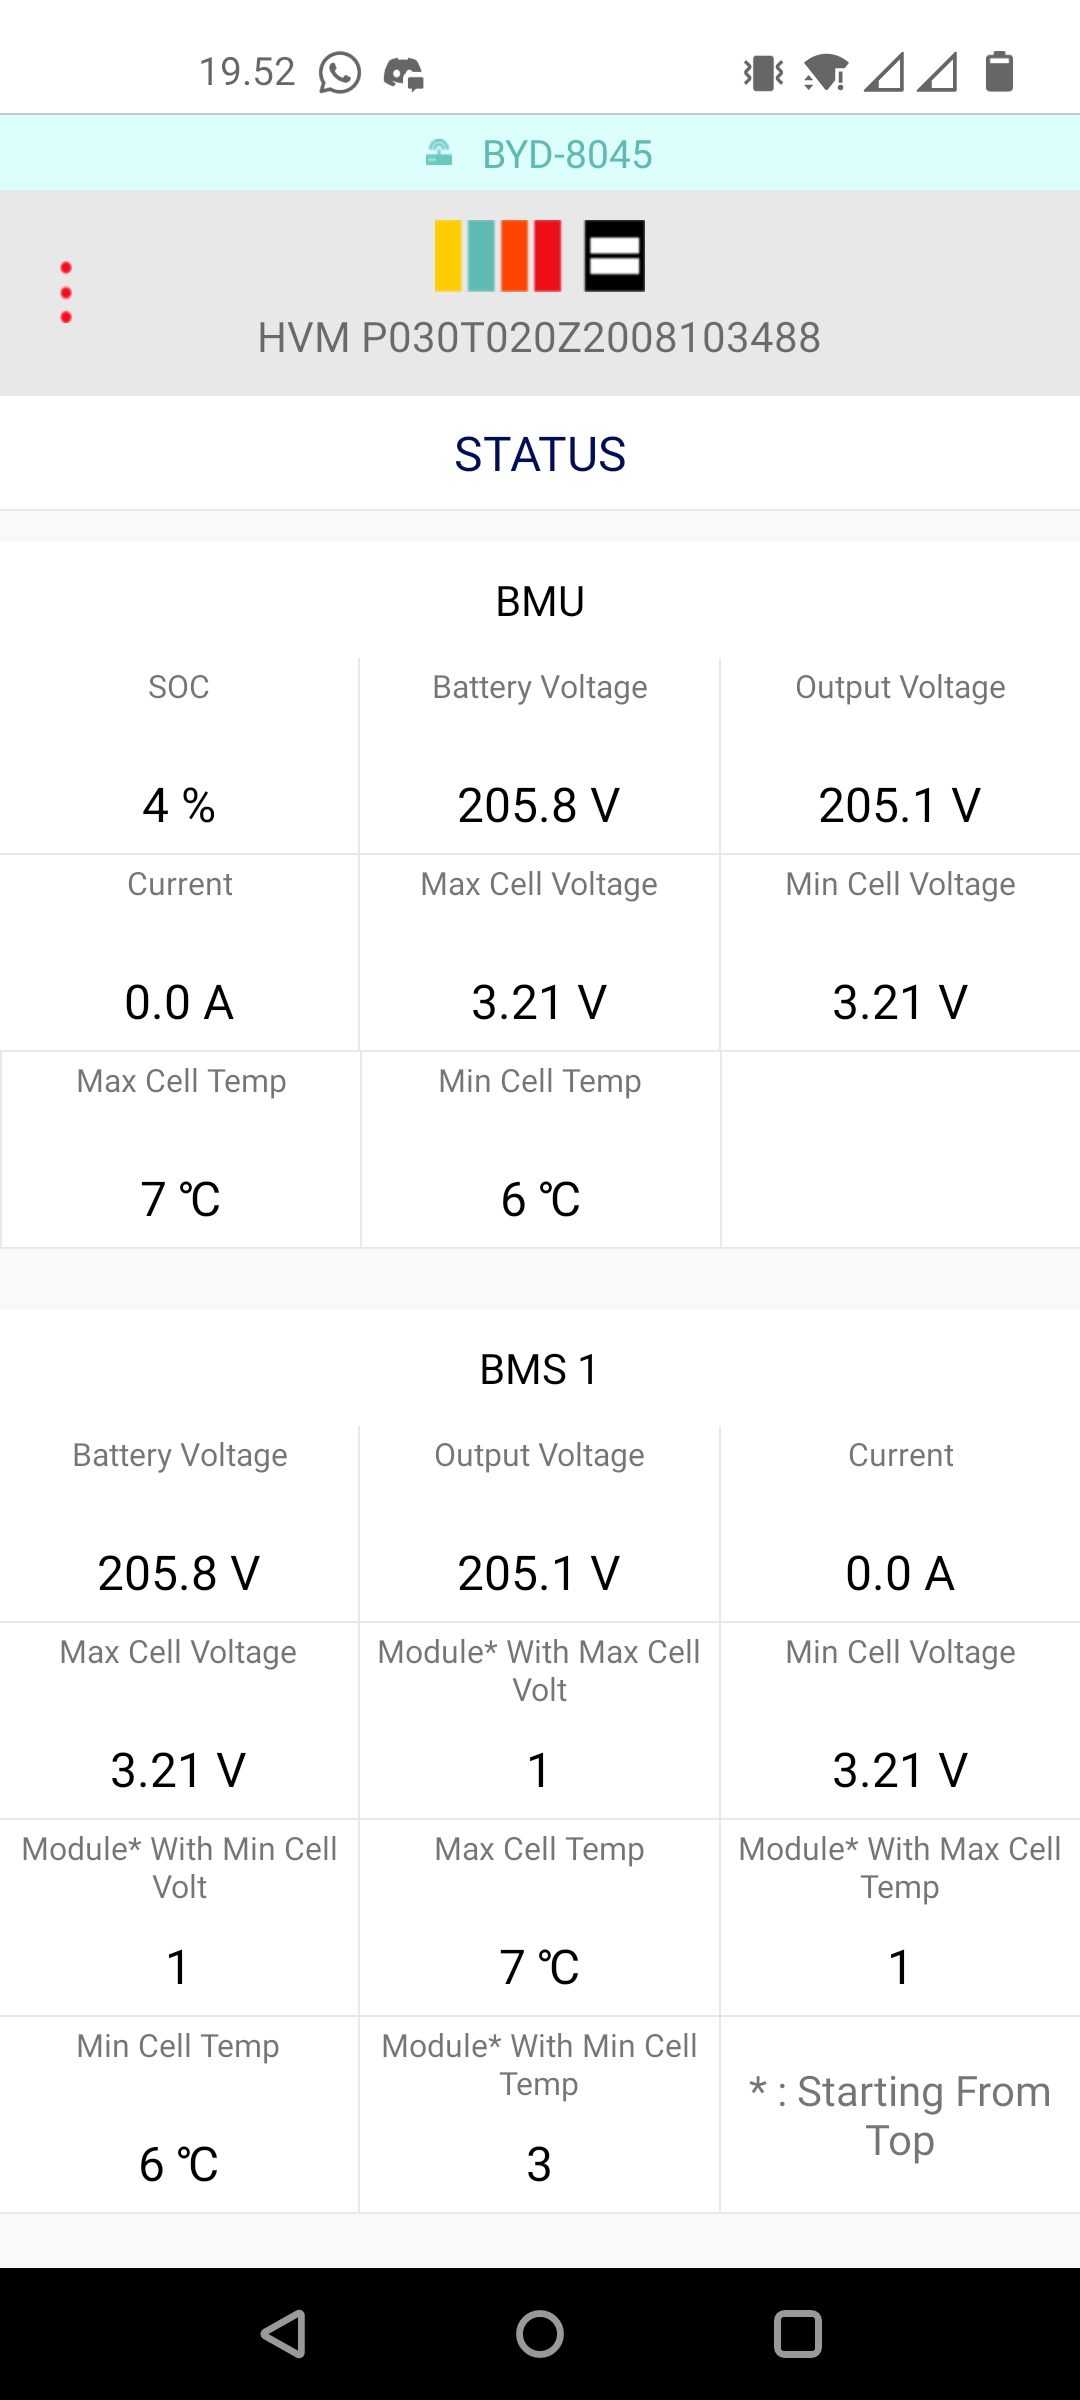 19.52
BYD-8045
HVM P030T020Z2008103488
STATUS
BMU
SOC
Battery Voltage
Output Voltage
4 %
205.8 V
205.1 V
Current
Max Cell Voltage
Min Cell Voltage
0.0 A
3.21 V
3.21 V
Max Cell Temp
Min Cell Temp
7 ℃
6 ℃
BMS 1
Battery Voltage
Output Voltage
Current
205.8 V
205.1 V
0.0 A
Max Cell Voltage
Module* With Max Cell
Volt
Min Cell Voltage
3.21 V
1
3.21 V
Module* With Min Cell
Volt
Max Cell Temp
Module* With Max Cell
Temp
1
7 ℃
1
Min Cell Temp
Module* With Min Cell
Temp
* : Starting From
Top
6 ℃
3